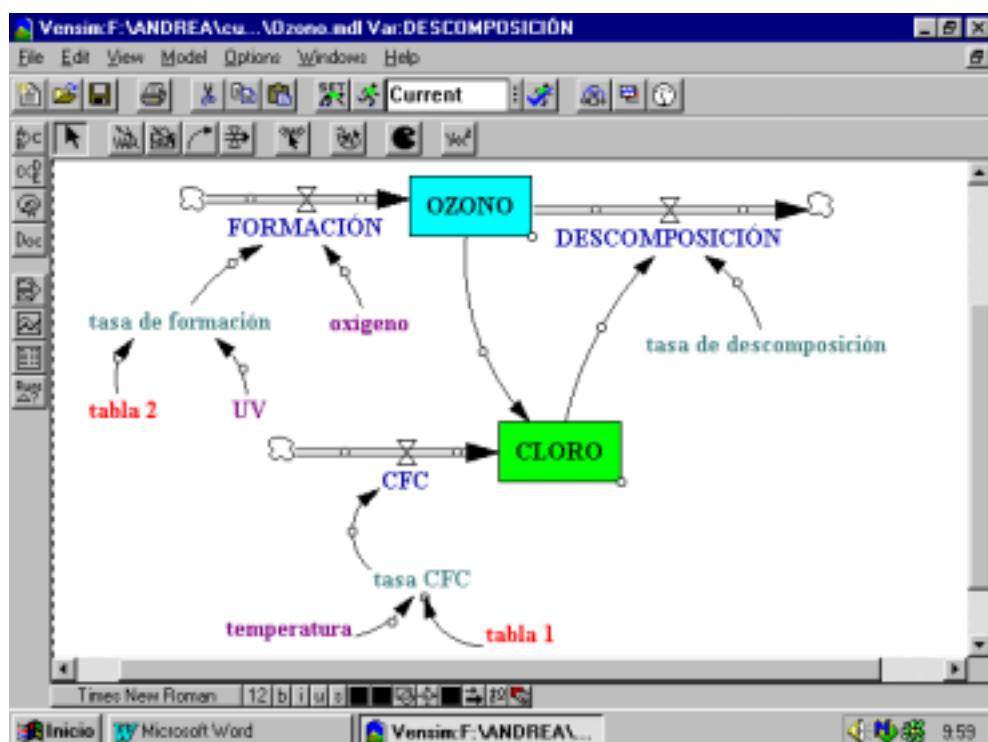 Vensim:F:\ANDREA\cu...\Ozono.mdl Var:DESCOMPOSICIÓN
File Edit View Model Options Windows Help
Current
OZONO
FORMACIÓN
DESCOMPOSICIÓN
tasa de formación
oxigeno
tasa de descomposición
tabla 2
UV
CLORO
CFC
tasa CFC
temperatura
tabla 1
Doc
Times New Roman 12 b i u s
Inicio Microsoft Word Vensim:F:\ANDREA\... 9:59